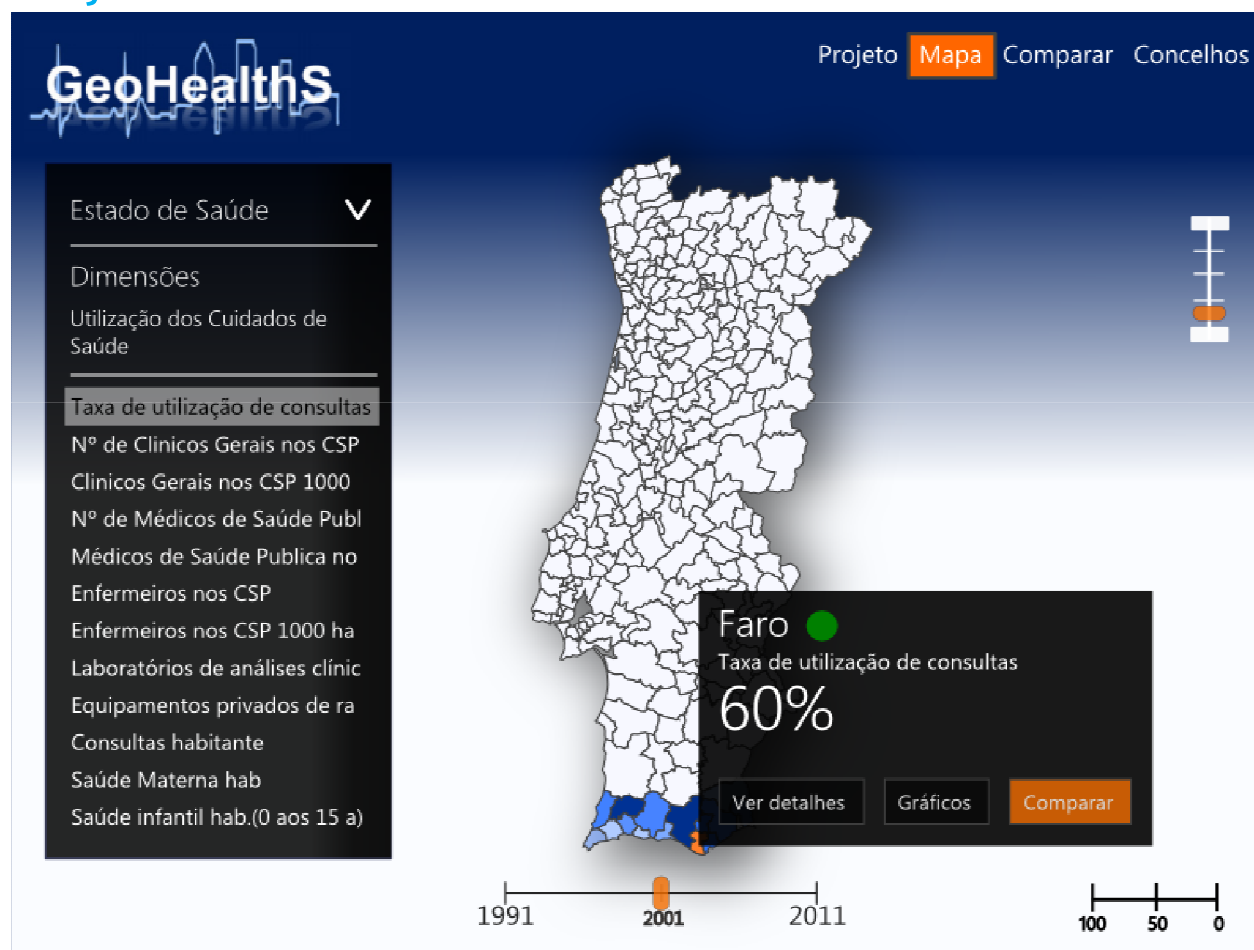 GeoHealthS
Projeto Mapa Comparar Concelhos
Estado de Saúde
Dimensões
Utilização dos Cuidados de
Saúde
Taxa de utilização de consultas
Nº de Clinicos Gerais nos CSP
Clinicos Gerais nos CSP 1000
Nº de Médicos de Saúde Publ
Médicos de Saúde Publica no
Enfermeiros nos CSP
Enfermeiros nos CSP 1000 ha
Laboratórios de análises clínic
Equipamentos privados de ra
Consultas habitante
Saúde Materna hab
Saúde infantil hab.(0 aos 15 a)
Faro
Taxa de utilização de consultas
60%
Ver detalhes Gráficos Comparar
1991 2001 2011
100 50 0